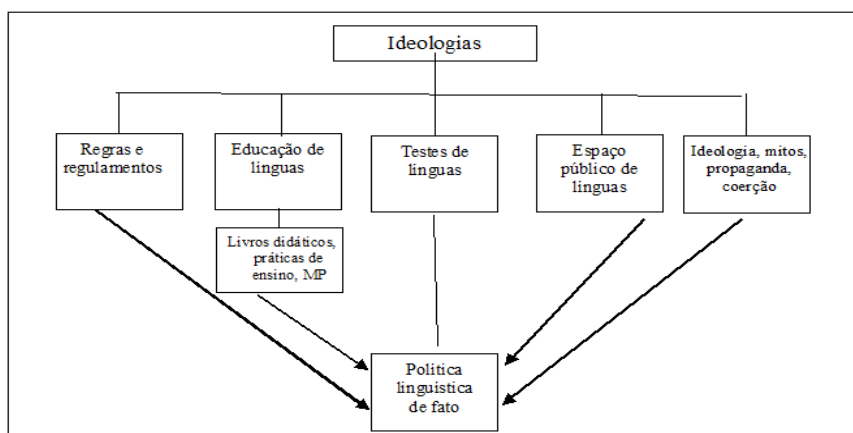 Ideologias
Regras e
regulamentos
Educação de
línguas
Testes de
línguas
Espaço
público de
línguas
Ideologia, mitos,
propaganda,
coerção
Livros didáticos,
práticas de
ensino, MP
Política
linguística
de fato